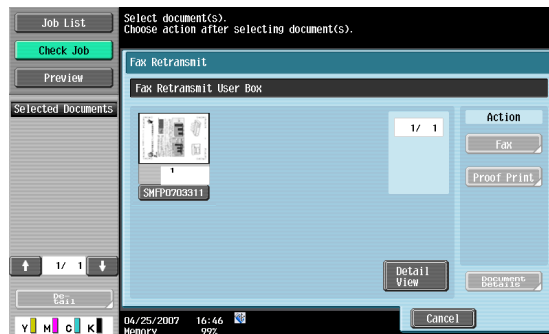 Job List
Check Job
Preview
Selected Documents
1/ 1
De-
tail
Y M C K
Select document(s).
Choose action after selecting document(s).
Fax Retransmit
Fax Retransmit User Box
1
SMFP0703311
1/ 1
Detail
View
Action
Fax
Proof Print
Document
Details
04/25/2007 16:46
Memory 99%
Cancel